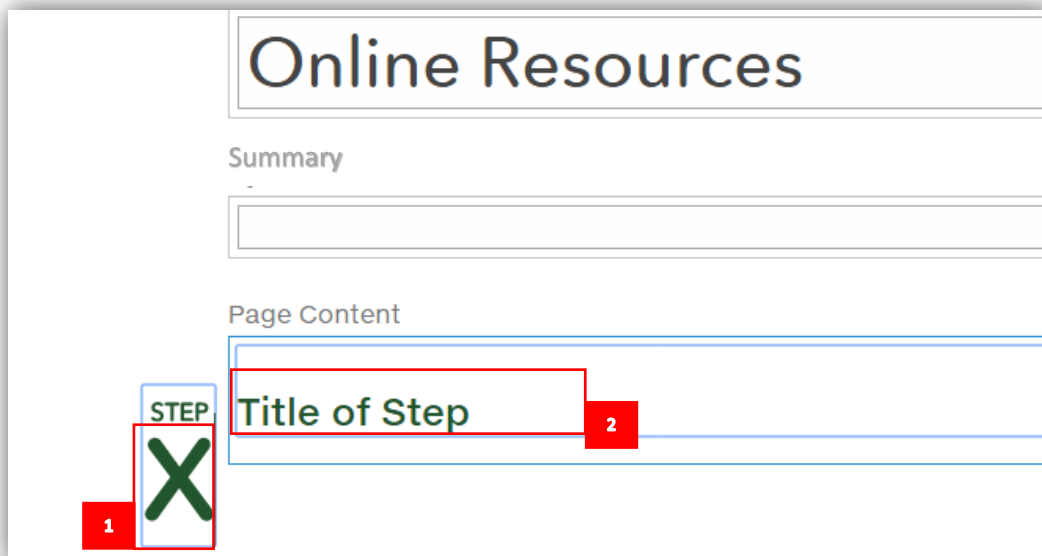 Online Resources
Summary
Page Content
STEP
X
Title of Step
2
1